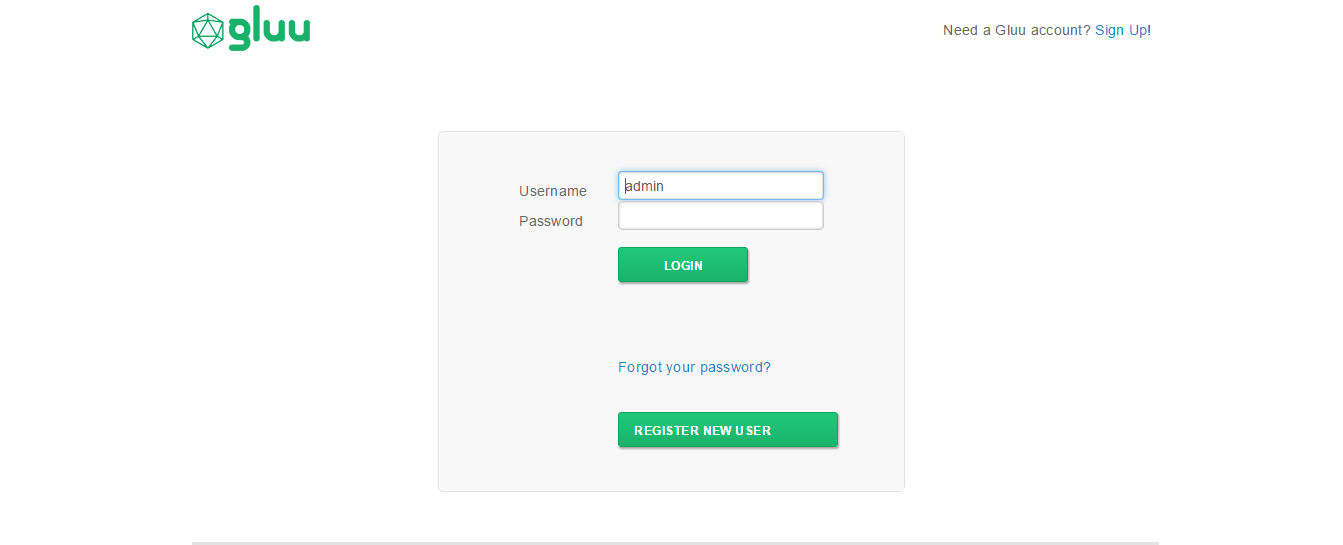 gluu
Need a Gluu account? Sign Up!
Username
admin
Password
LOGIN
Forgot your password?
REGISTER NEW USER